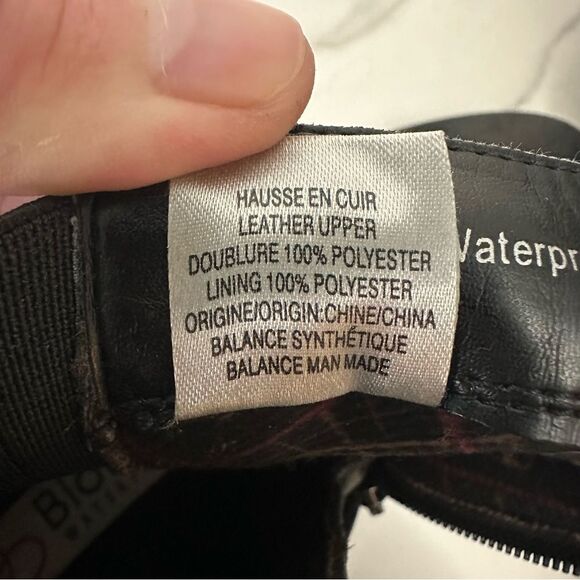 HAUSSE EN CUIR
LEATHER UPPER
DOUBLURE 100% POLYESTER
LINING 100% POLYESTER
ORIGINE/ORIGIN:CHINE/CHINA
BALANCE SYNTHÉTIQUE
BALANCE MAN MADE